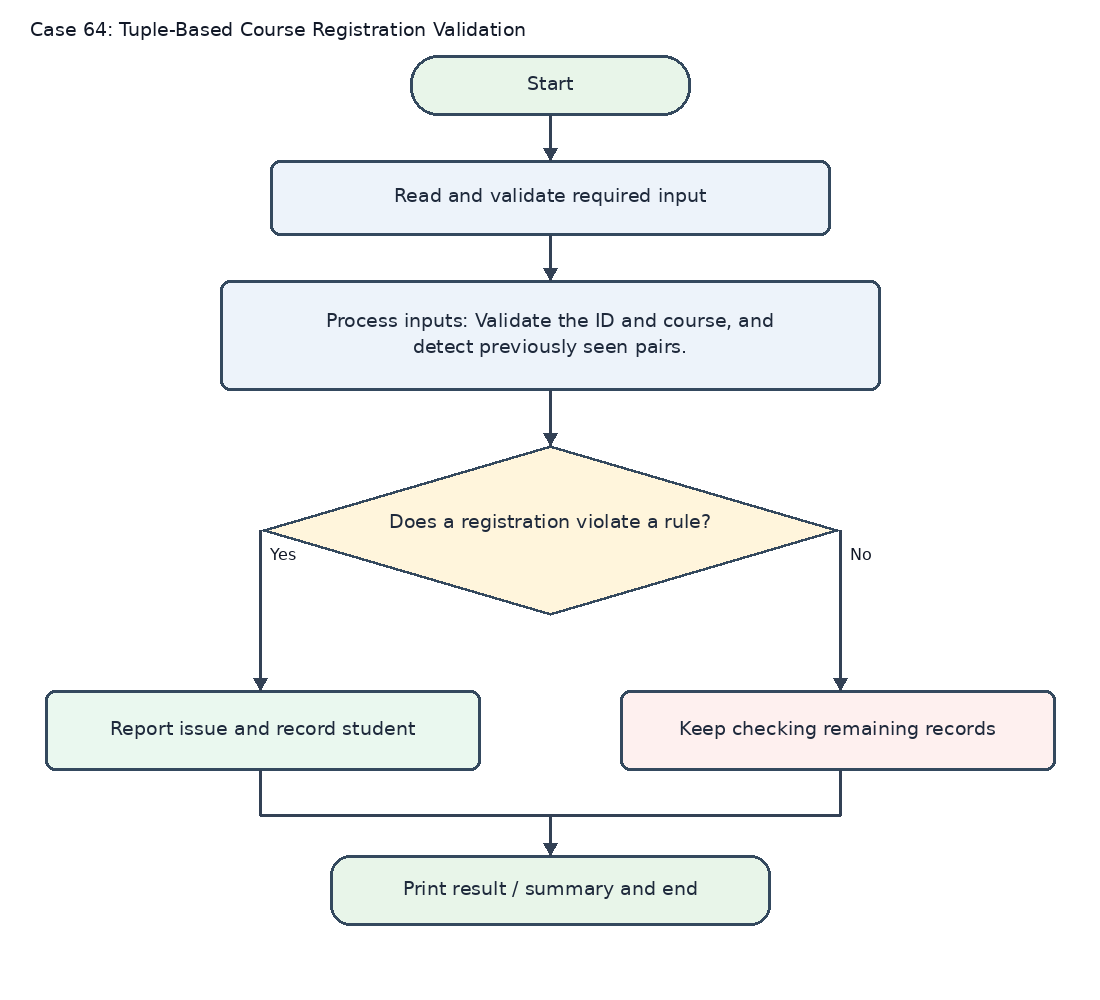 Case 64: Tuple-Based Course Registration Validation
Start
Read and validate required input
Process inputs: Validate the ID and course, and
detect previously seen pairs.
Does a registration violate a rule?
Yes
No
Report issue and record student
Keep checking remaining records
Print result / summary and end